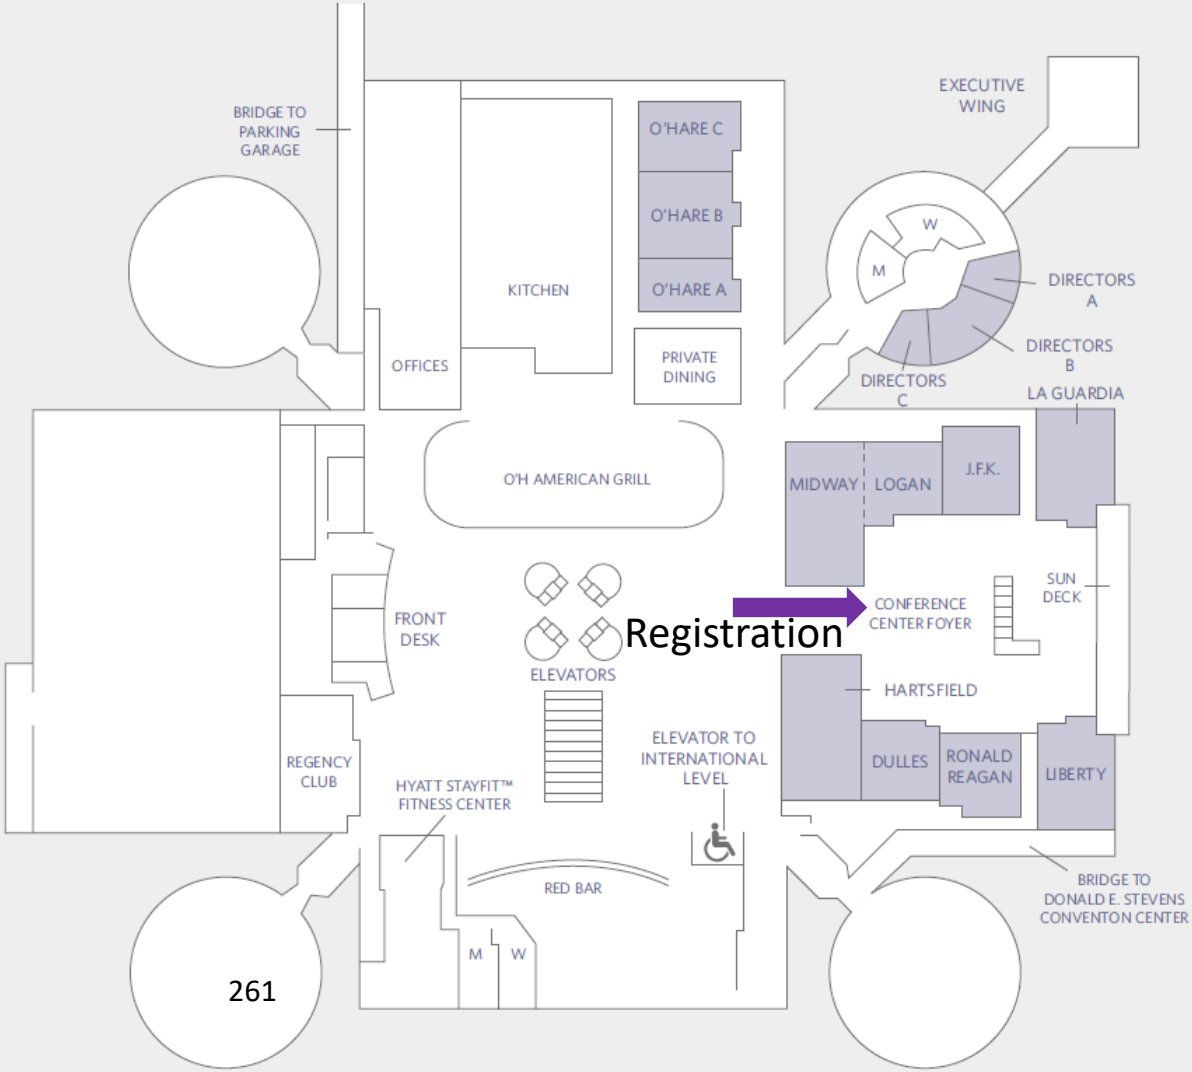 EXECUTIVE
WING
BRIDGE TO
PARKING
GARAGE
O'HARE C
O'HARE B
O'HARE A
KITCHEN
W
M
DIRECTORS
A
DIRECTORS
B
DIRECTORS
C
LA GUARDIA
OFFICES
PRIVATE
DINING
O'H AMERICAN GRILL
MIDWAY
LOGAN
J.F.K.
SUN
DECK
CONFERENCE
CENTER FOYER
Registration
FRONT
DESK
ELEVATORS
HARTSFIELD
ELEVATOR TO
INTERNATIONAL
LEVEL
DULLES
RONALD
REAGAN
LIBERTY
REGENCY
CLUB
HYATT STAYFIT™
FITNESS CENTER
RED BAR
BRIDGE TO
DONALD E. STEVENS
CONVENTON CENTER
M
W
261